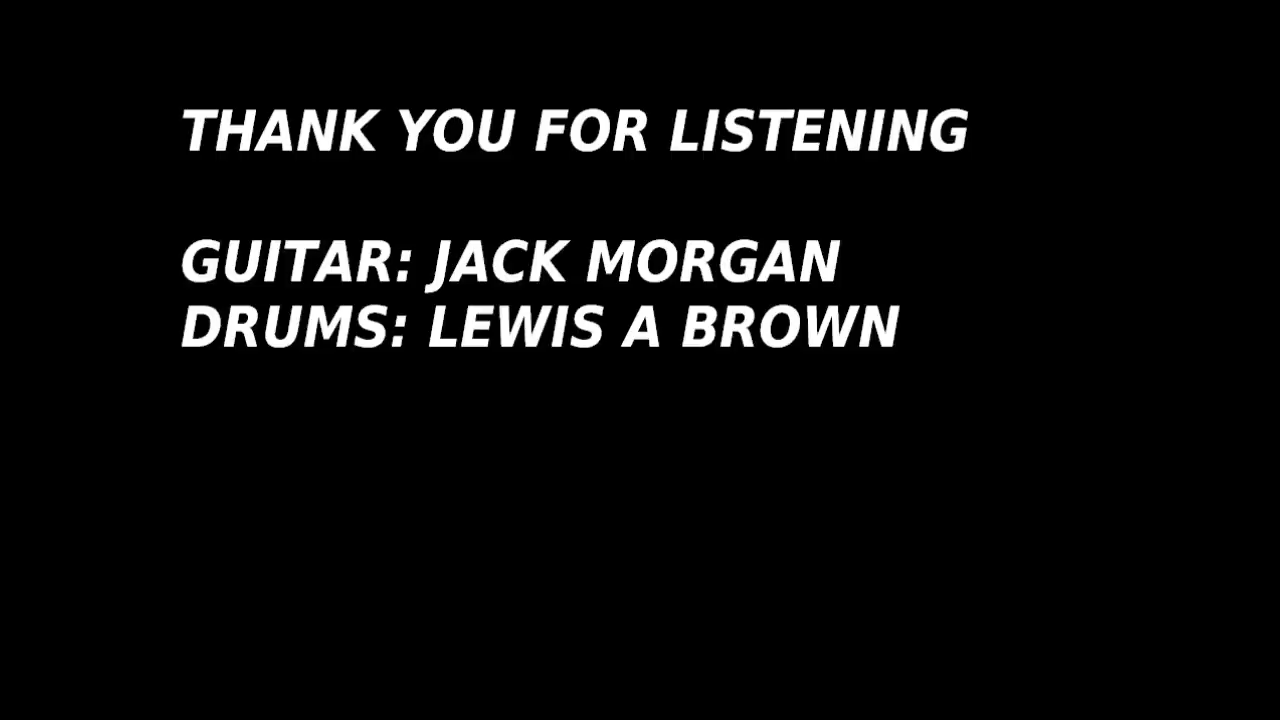 THANK YOU FOR LISTENING
GUITAR: JACK MORGAN
DRUMS: LEWIS A BROWN